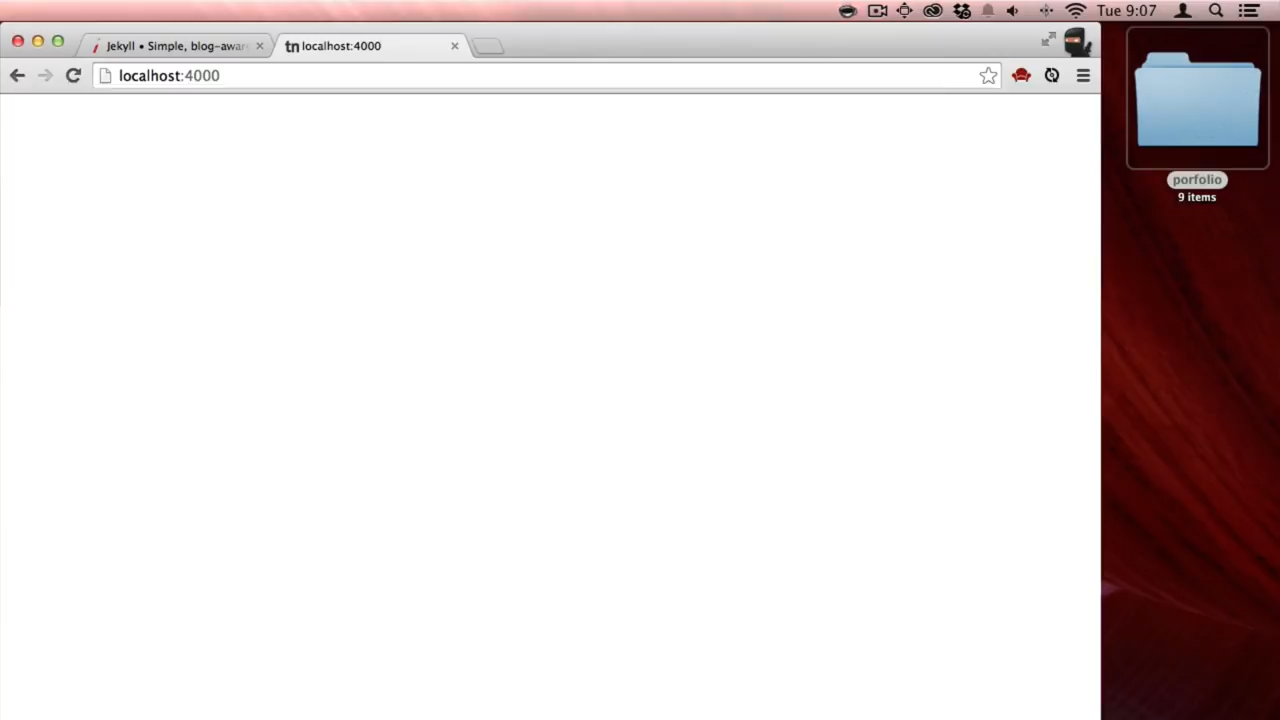 Tue 9:07
Jekyll • Simple, blog-awar
tn localhost:4000
localhost:4000
porfolio
9 items